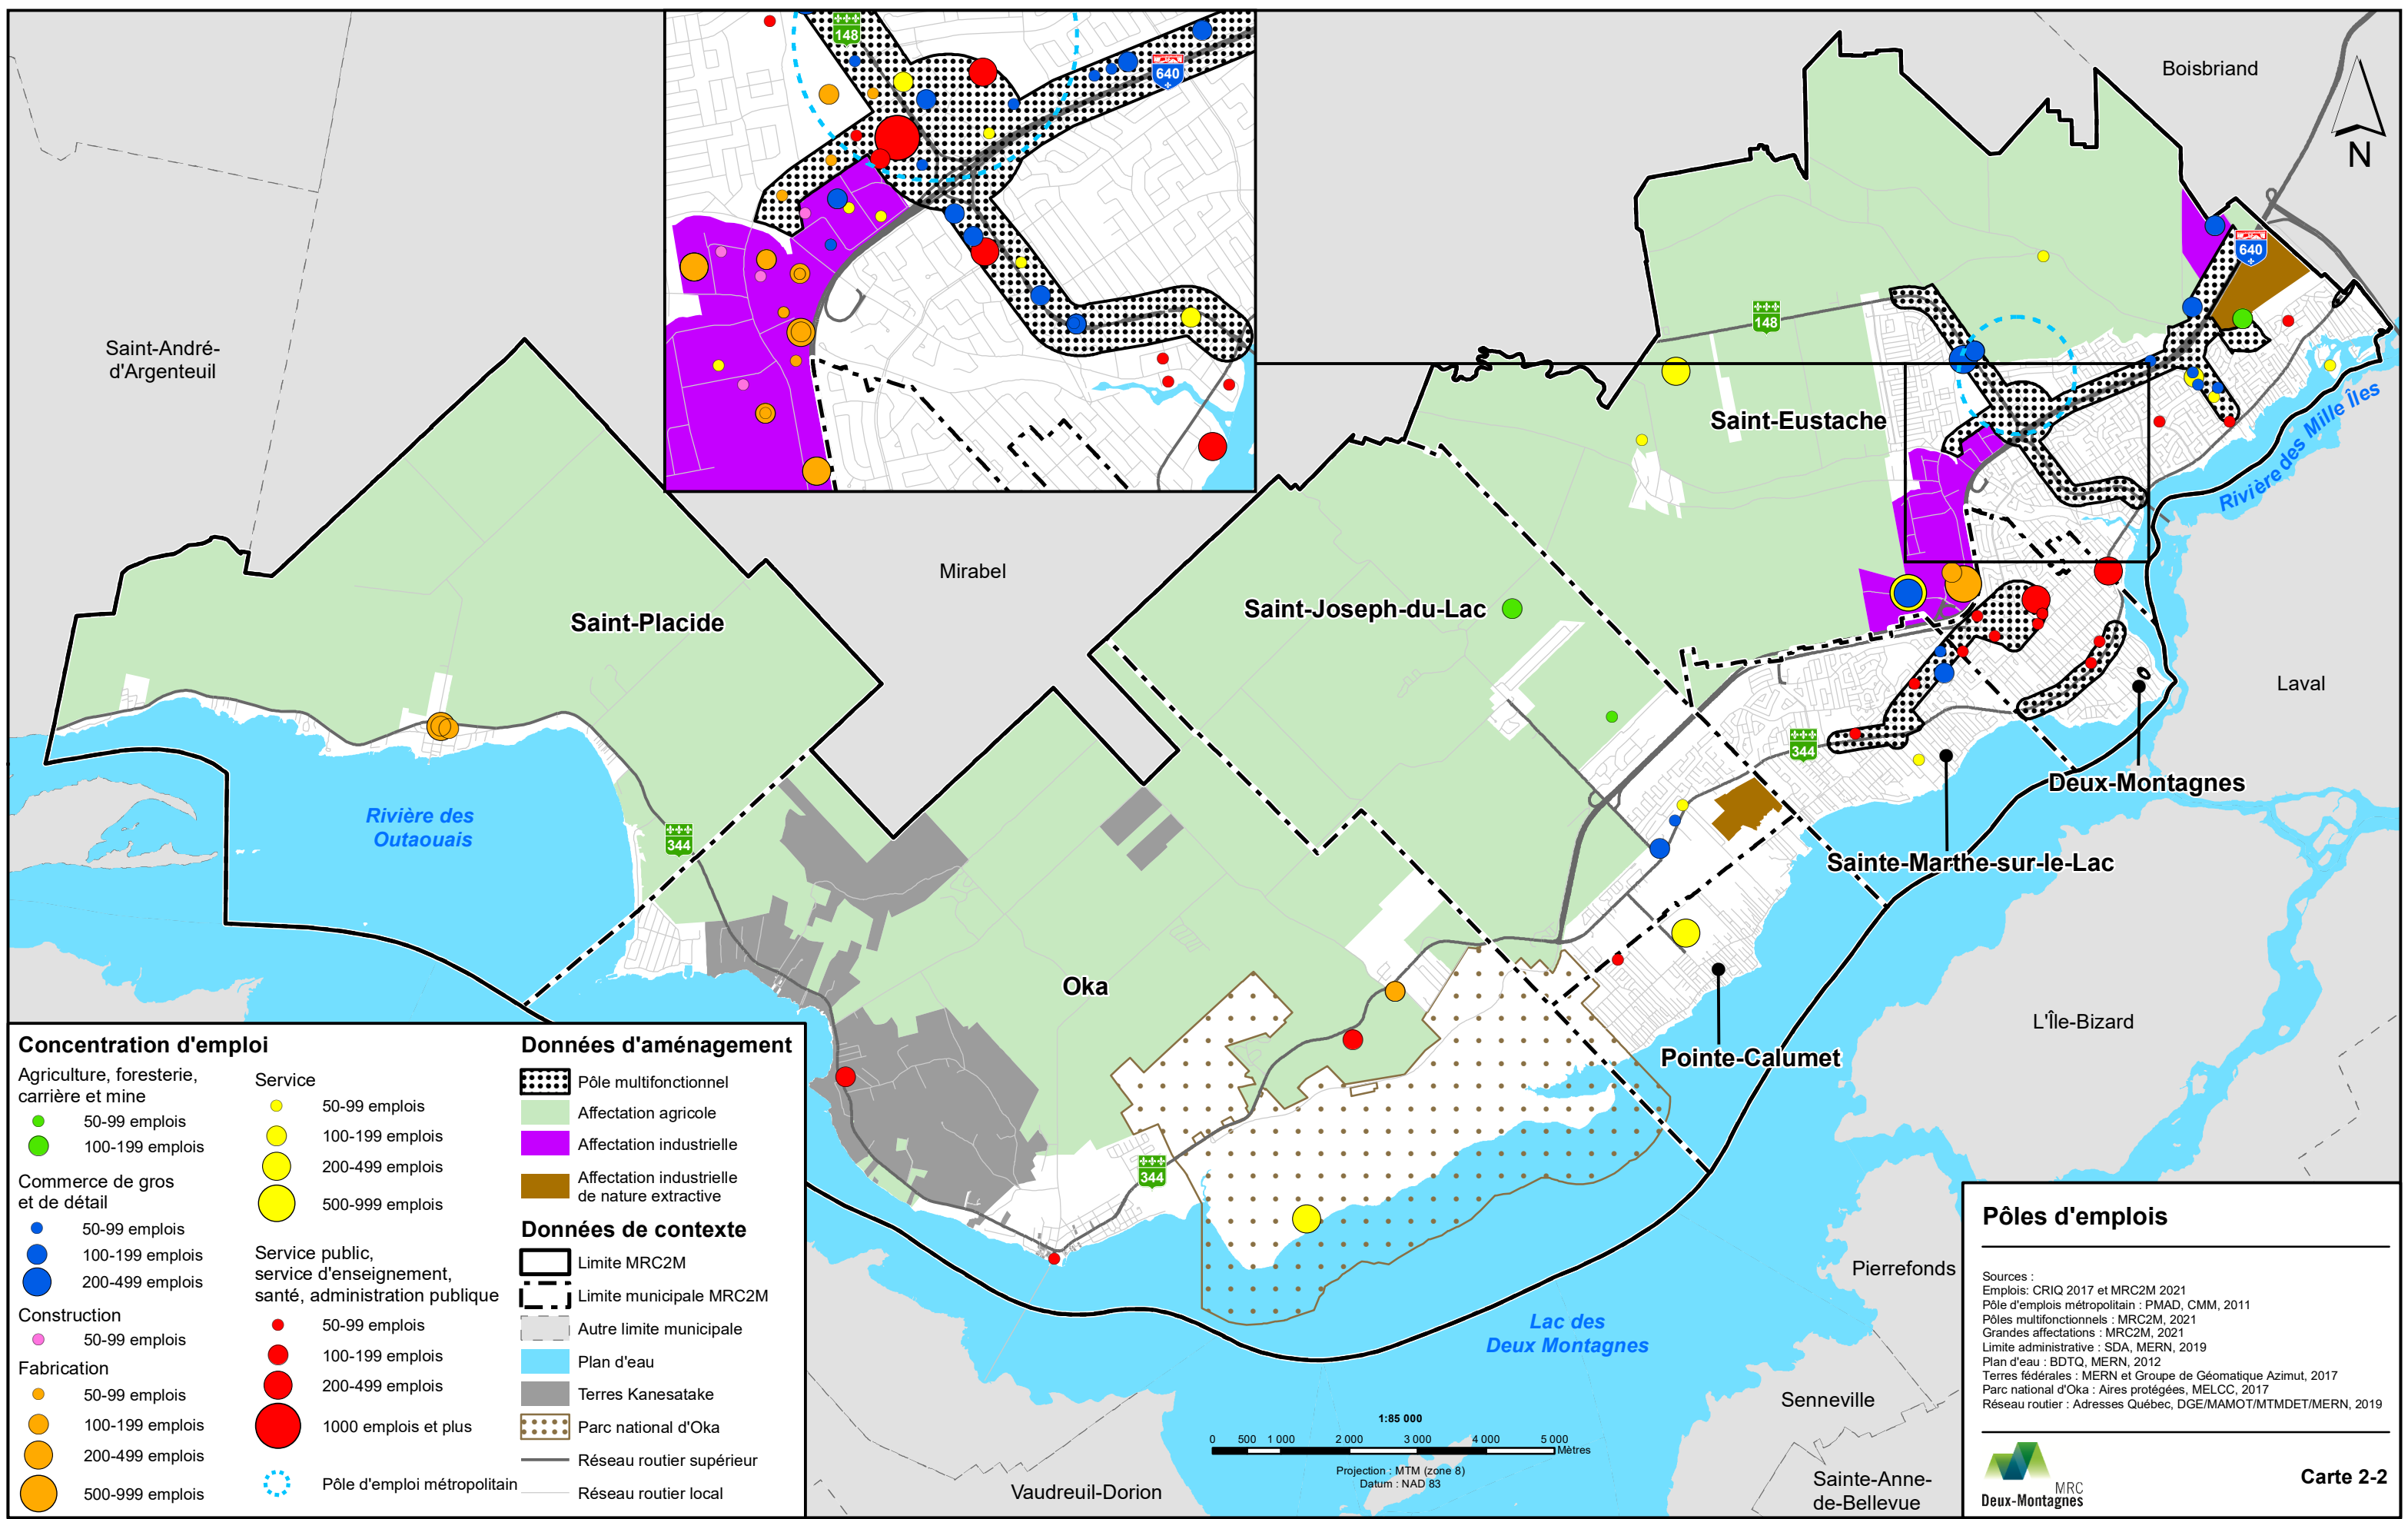 148
640
Boisbriand
N
640
148
Saint-André-
d'Argenteuil
Saint-Eustache
Rivière des Mille Îles
Mirabel
Saint-Placide
Saint-Joseph-du-Lac
Laval
344
Deux-Montagnes
Rivière des
Outaouais
344
Sainte-Marthe-sur-le-Lac
Oka
L'Île-Bizard
Pointe-Calumet
344
Lac des
Deux Montagnes
Pierrefonds
Senneville
Vaudreuil-Dorion
Sainte-Anne-
de-Bellevue
Concentration d'emploi
Agriculture, foresterie,
carrière et mine
50-99 emplois
100-199 emplois
Commerce de gros
et de détail
50-99 emplois
100-199 emplois
200-499 emplois
Construction
50-99 emplois
Fabrication
50-99 emplois
100-199 emplois
200-499 emplois
500-999 emplois
Service
50-99 emplois
100-199 emplois
200-499 emplois
500-999 emplois
Service public,
service d'enseignement,
santé, administration publique
50-99 emplois
100-199 emplois
200-499 emplois
1000 emplois et plus
Pôle d'emploi métropolitain
Données d'aménagement
Pôle multifonctionnel
Affectation agricole
Affectation industrielle
Affectation industrielle
de nature extractive
Données de contexte
Limite MRC2M
Limite municipale MRC2M
Autre limite municipale
Plan d'eau
Terres Kanesatake
Parc national d'Oka
Réseau routier supérieur
Réseau routier local
1:85 000
0 500 1 000 2 000 3 000 4 000 5 000
Mètres
Projection : MTM (zone 8)
Datum : NAD 83
Pôles d'emplois
Sources :
Emplois: CRIQ 2017 et MRC2M 2021
Pôle d'emplois métropolitain : PMAD, CMM, 2011
Pôles multifonctionnels : MRC2M, 2021
Grandes affectations : MRC2M, 2021
Limite administrative : SDA, MERN, 2019
Plan d'eau : BDTQ, MERN, 2012
Terres fédérales : MERN et Groupe de Géomatique Azimut, 2017
Parc national d'Oka : Aires protégées, MELCC, 2017
Réseau routier : Adresses Québec, DGE/MAMOT/MTMDET/MERN, 2019
MRC
Deux-Montagnes
Carte 2-2